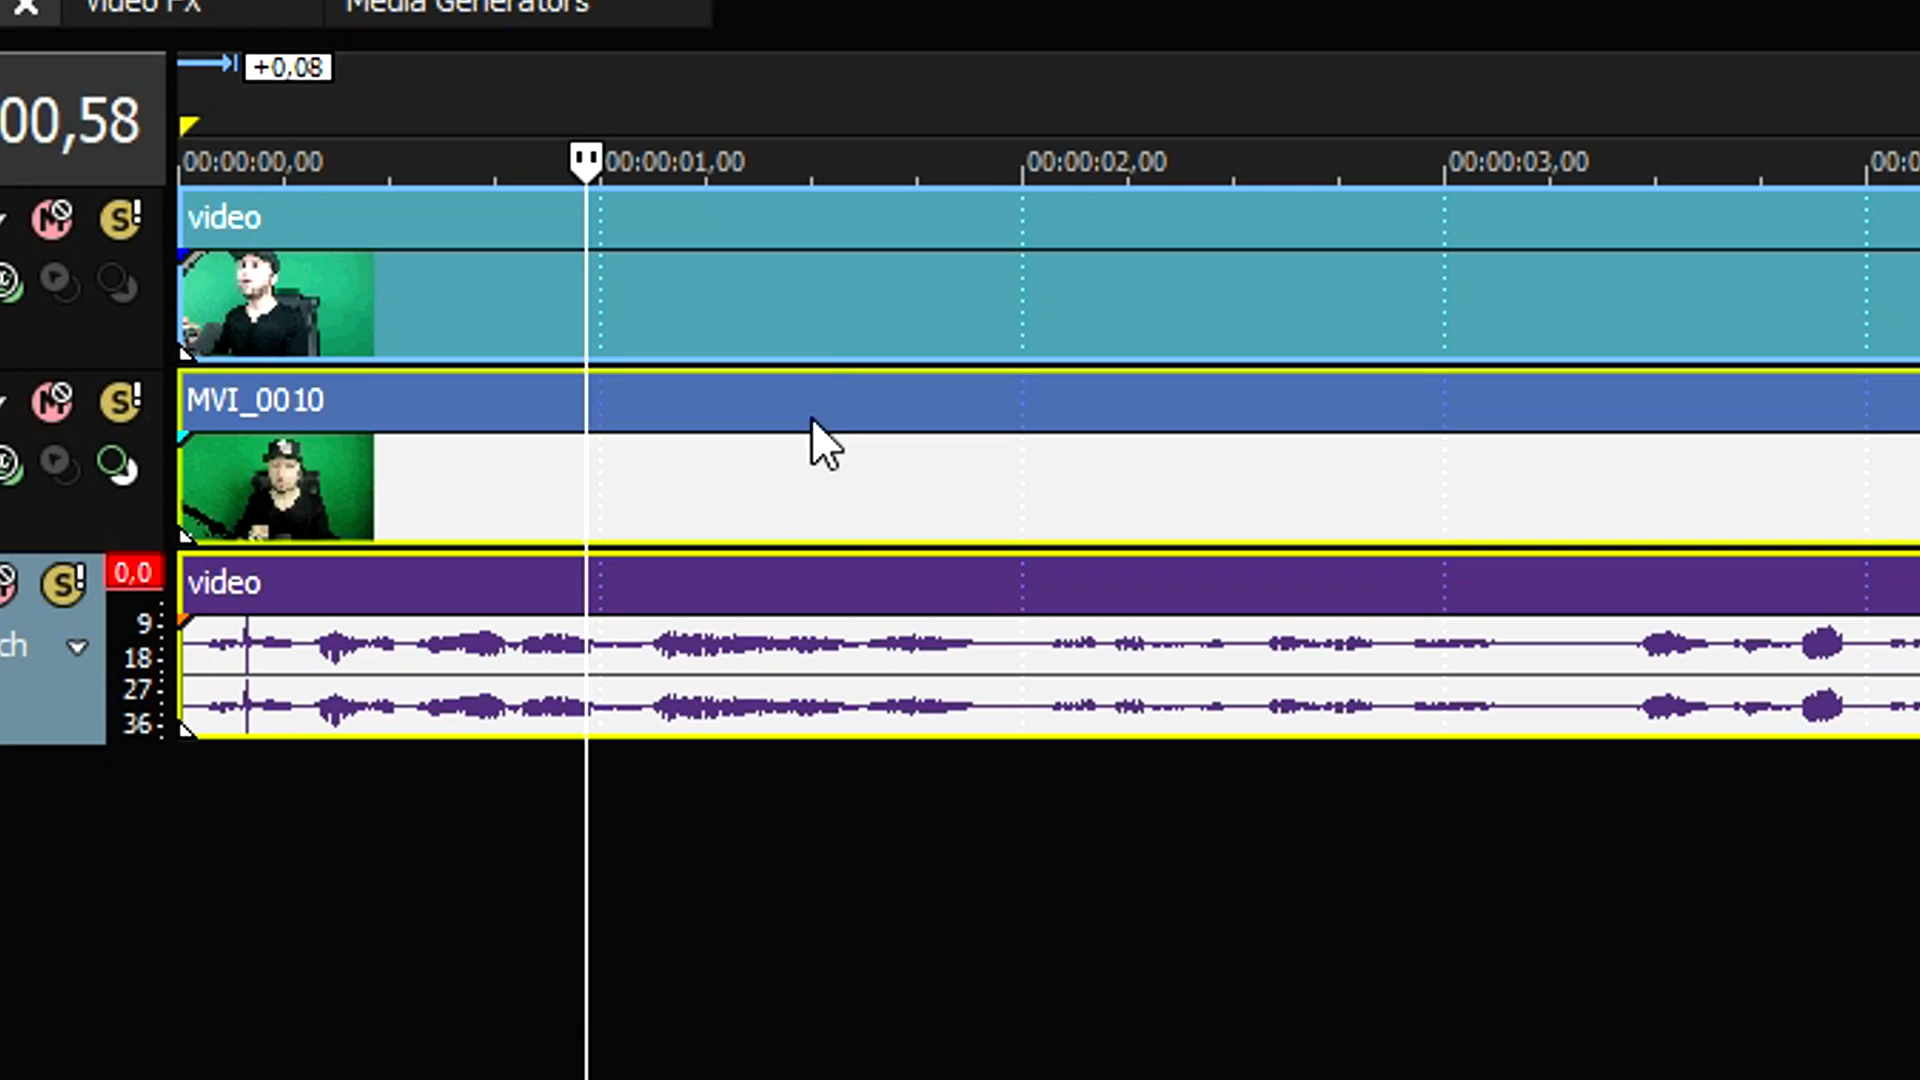 Video FX
Media Generators
+0,08
00,58
00:00:00,00
00:00:01,00
00:00:02,00
00:00:03,00
00:0
video
S!
MVI_0010
S!
video
S!
0,0
9
18
27
36
ch